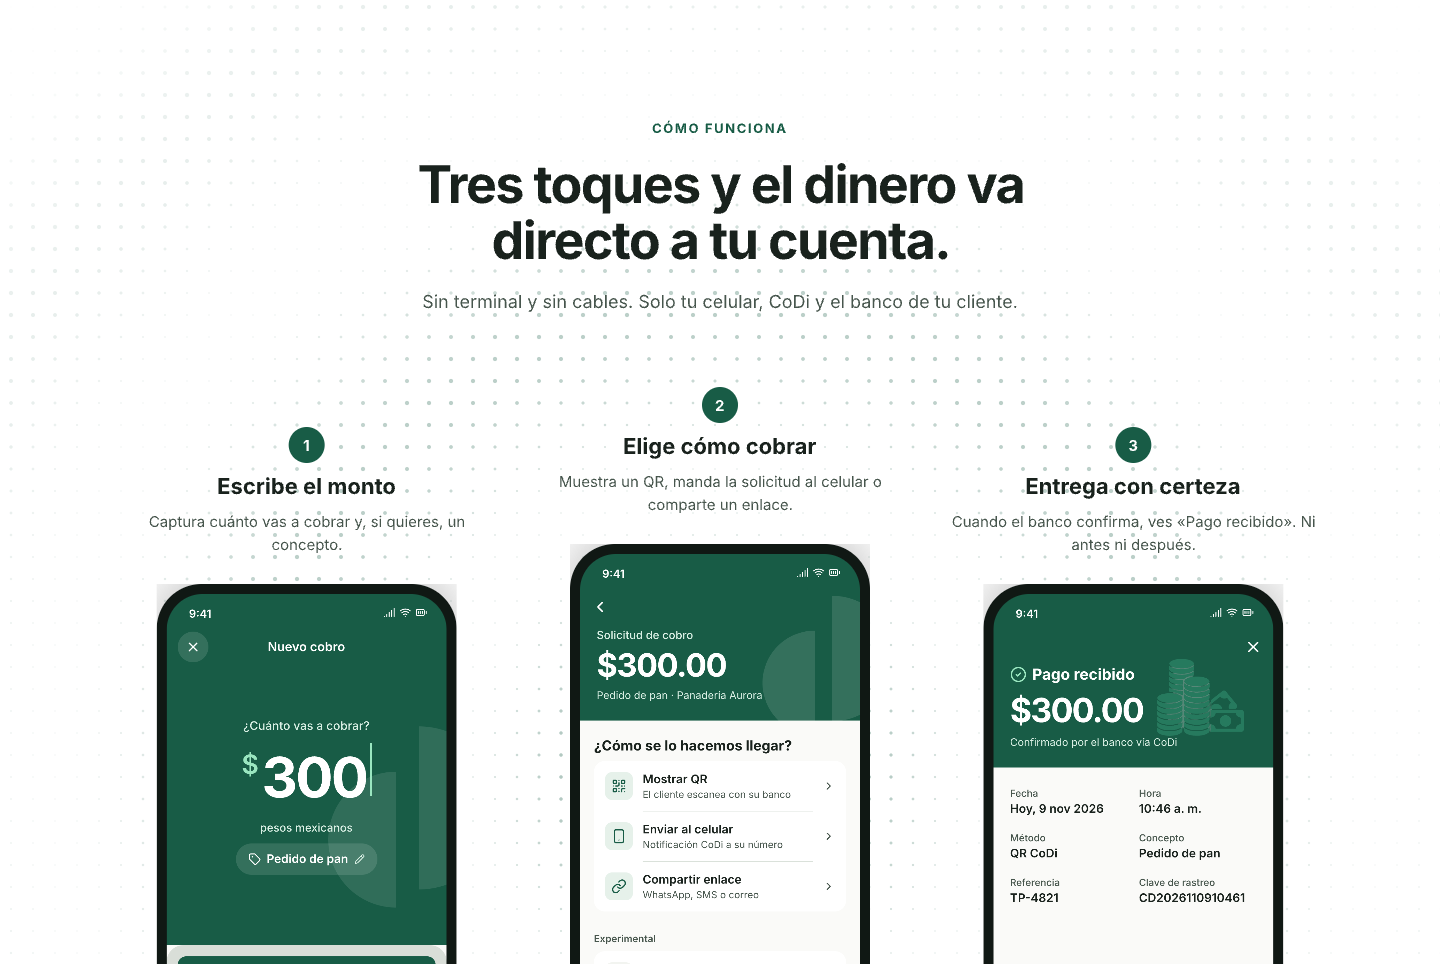 CÓMO FUNCIONA
Tres toques y el dinero va
directo a tu cuenta.
Sin terminal y sin cables. Solo tu celular, CoDi y el banco de tu cliente.
1
Escribe el monto
Captura cuánto vas a cobrar y, si quieres, un
concepto.
9:41
Nuevo cobro
¿Cuánto vas a cobrar?
$300
pesos mexicanos
Pedido de pan
2
Elige cómo cobrar
Muestra un QR, manda la solicitud al celular o
comparte un enlace.
9:41
Solicitud de cobro
$300.00
Pedido de pan · Panadería Aurora
¿Cómo se lo hacemos llegar?
Mostrar QR
El cliente escanea con su banco
Enviar al celular
Notificación CoDi a su número
Compartir enlace
WhatsApp, SMS o correo
Experimental
3
Entrega con certeza
Cuando el banco confirma, ves «Pago recibido». Ni
antes ni después.
9:41
Pago recibido
$300.00
Confirmado por el banco vía CoDi
Fecha Hora
Hoy, 9 nov 2026 10:46 a. m.
Método Concepto
QR CoDi Pedido de pan
Referencia Clave de rastreo
TP-4821 CD2026110910461